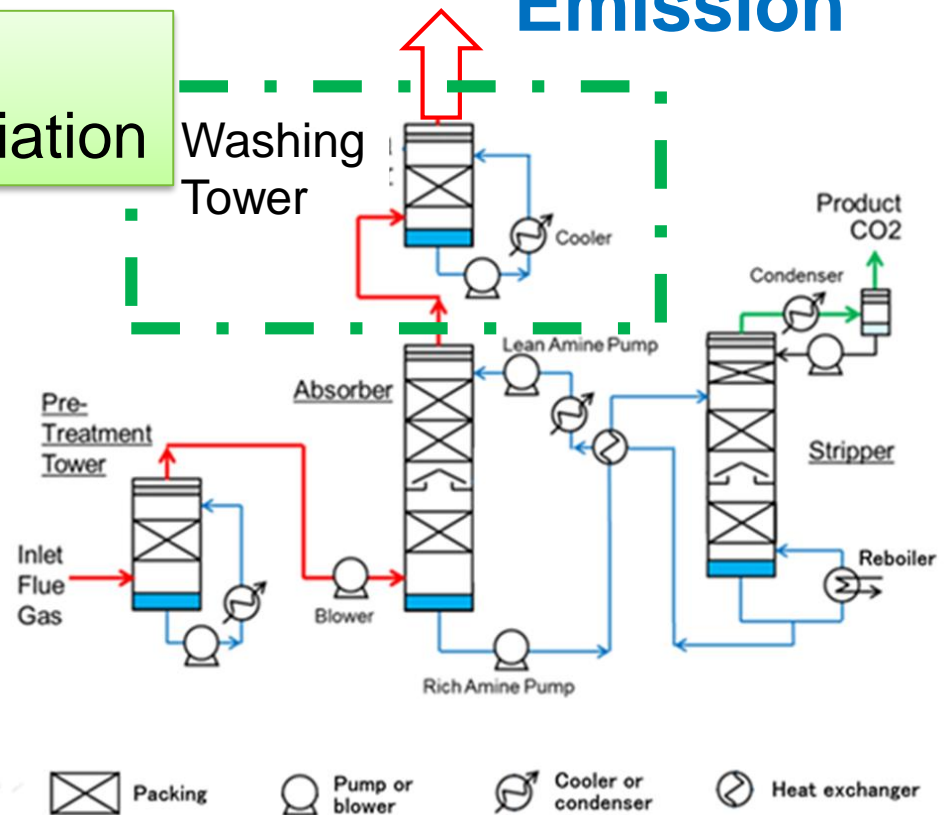 Emission
iation
Washing
Tower
Cooler
Product
CO2
Condenser
Lean Amine Pump
Absorber
Pre-
Treatment
Tower
Stripper
Inlet
Flue
Gas
Blower
Reboiler
Rich Amine Pump
Packing
Pump or
blower
Cooler or
condenser
Heat exchanger